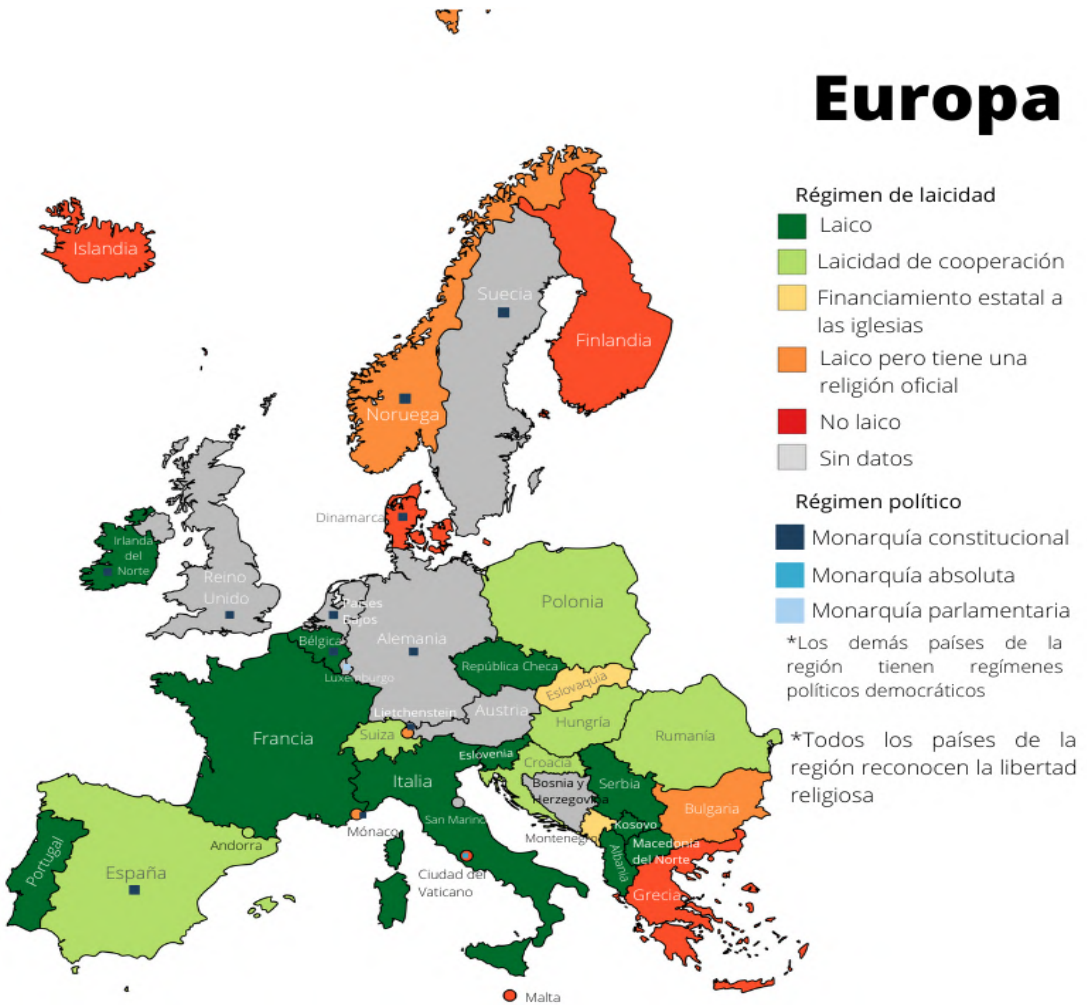 Europa
Régimen de laicidad
Laico
Laicidad de cooperación
Financiamiento estatal a
las iglesias
Laico pero tiene una
religión oficial
No laico
Sin datos
Régimen político
Monarquía constitucional
Monarquía absoluta
Monarquía parlamentaria
*Los demás países de la
región tienen regímenes
políticos democráticos
*Todos los países de la
región reconocen la libertad
religiosa
Islandia
Suecia
Finlandia
Noruega
Dinamarca
Irlanda
del
Norte
Reino
Unido
Países
Bajos
Polonia
Alemania
Bélgica
República Checa
Luxemburgo
Eslovaquia
Lietchenstein
Austria
Hungría
Suiza
Francia
Rumanía
Eslovenia
Croacia
Italia
Bosnia y
Herzegovina
Serbia
Bulgaria
San Marino
Kosovo
Mónaco
Montenegro
Macedonia
del Norte
Andorra
Albania
Portugal
España
Ciudad del
Vaticano
Grecia
Malta